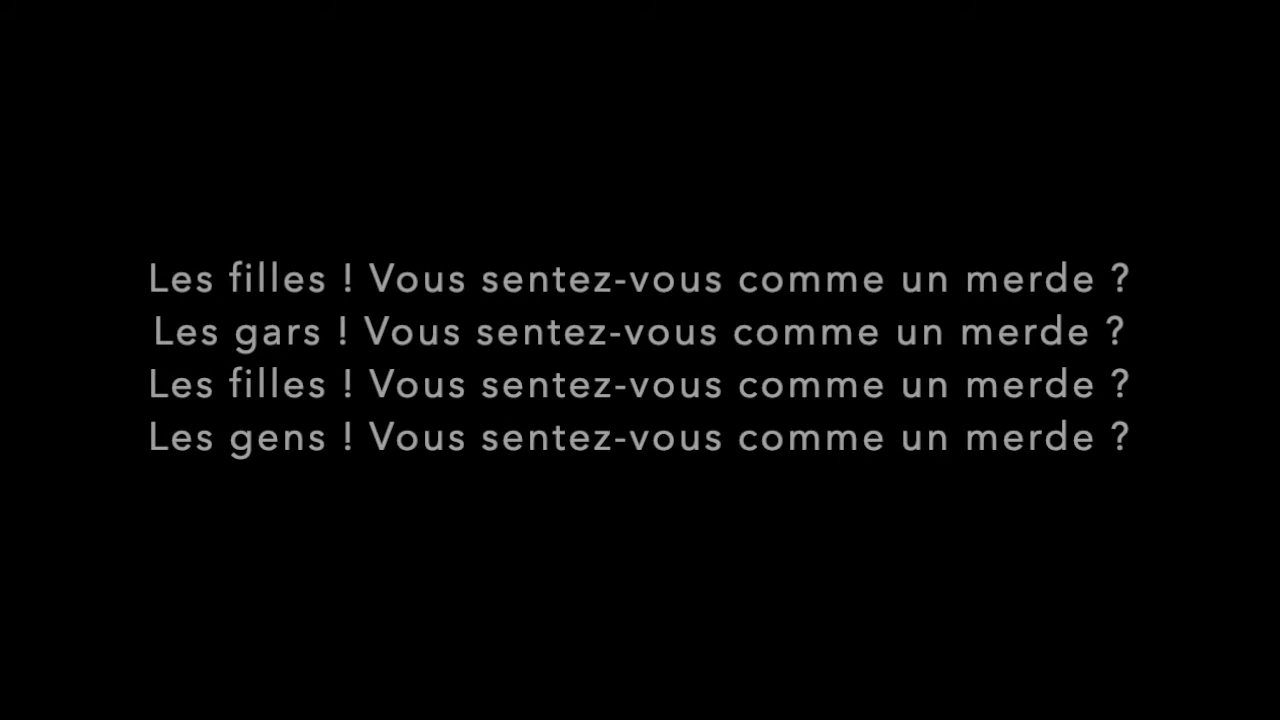 Les filles ! Vous sentez-vous comme un merde ?
Les gars ! Vous sentez-vous comme un merde ?
Les filles ! Vous sentez-vous comme un merde ?
Les gens ! Vous sentez-vous comme un merde ?